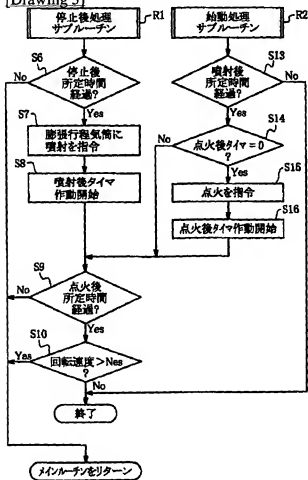 [Drawing 3]
停止後処理
サブルーチン
R1
始動処理
サブルーチン
R2
S6
停止後
所定時間
経過?
No
Yes
S13
噴射後
所定時間
経過?
No
Yes
S7
膨張行程気筒に
噴射を指令
S14
点火後タイマ=0
?
No
Yes
S8
噴射後タイマ
作動開始
S15
点火を指令
S16
点火後タイマ作動開始
S9
点火後
所定時間
経過?
No
Yes
S10
回転速度>Nes
?
Yes
No
終了
メインルーチンをリターン